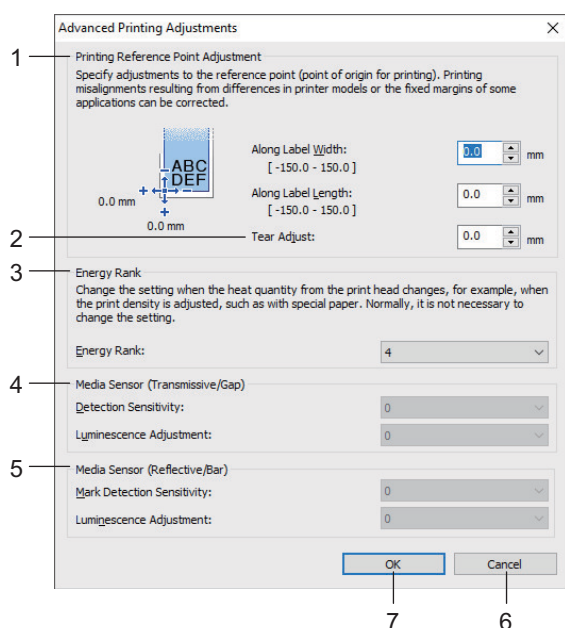 Advanced Printing Adjustments
1
Printing Reference Point Adjustment
Specify adjustments to the reference point (point of origin for printing). Printing
misalignments resulting from differences in printer models or the fixed margins of some
applications can be corrected.
ABC
DEF
0.0 mm
0.0 mm
Along Label Width:
[ -150.0 - 150.0 ]
0.0 mm
Along Label Length:
[ -150.0 - 150.0 ]
0.0 mm
2
Tear Adjust:
0.0 mm
3
Energy Rank
Change the setting when the heat quantity from the print head changes, for example, when
the print density is adjusted, such as with special paper. Normally, it is not necessary to
change the setting.
Energy Rank:
4
4
Media Sensor (Transmissive/Gap)
Detection Sensitivity:
0
Luminescence Adjustment:
0
5
Media Sensor (Reflective/Bar)
Mark Detection Sensitivity:
0
Luminescence Adjustment:
0
OK
Cancel
7
6